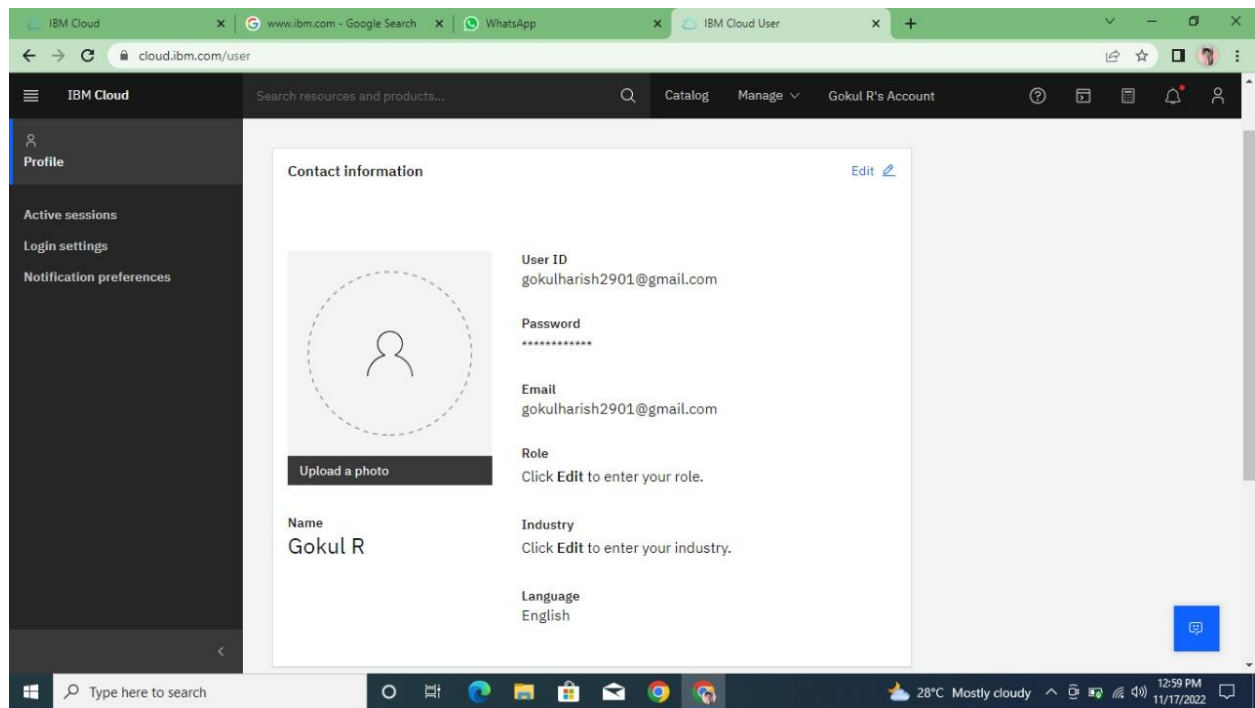 IBM Cloud
www.ibm.com - Google Search
WhatsApp
IBM Cloud User
cloud.ibm.com/user
IBM Cloud
Search resources and products...
Catalog
Manage
Gokul R's Account
Profile
Active sessions
Login settings
Notification preferences
Contact information
Edit
Upload a photo
Name
Gokul R
User ID
gokulharish2901@gmail.com
Password
************
Email
gokulharish2901@gmail.com
Role
Click Edit to enter your role.
Industry
Click Edit to enter your industry.
Language
English
Type here to search
28°C Mostly cloudy
12:59 PM
11/17/2022